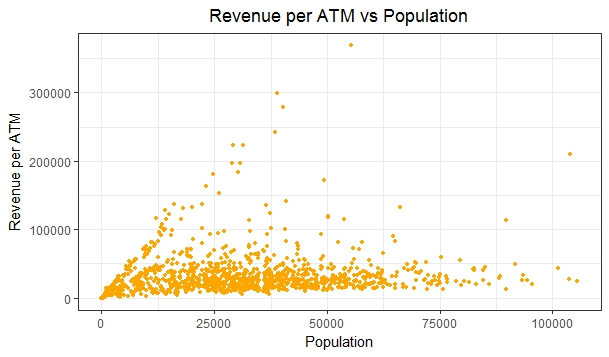 Revenue per ATM vs Population
Revenue per ATM
300000
200000
100000
0
0 25000 50000 75000 100000
Population